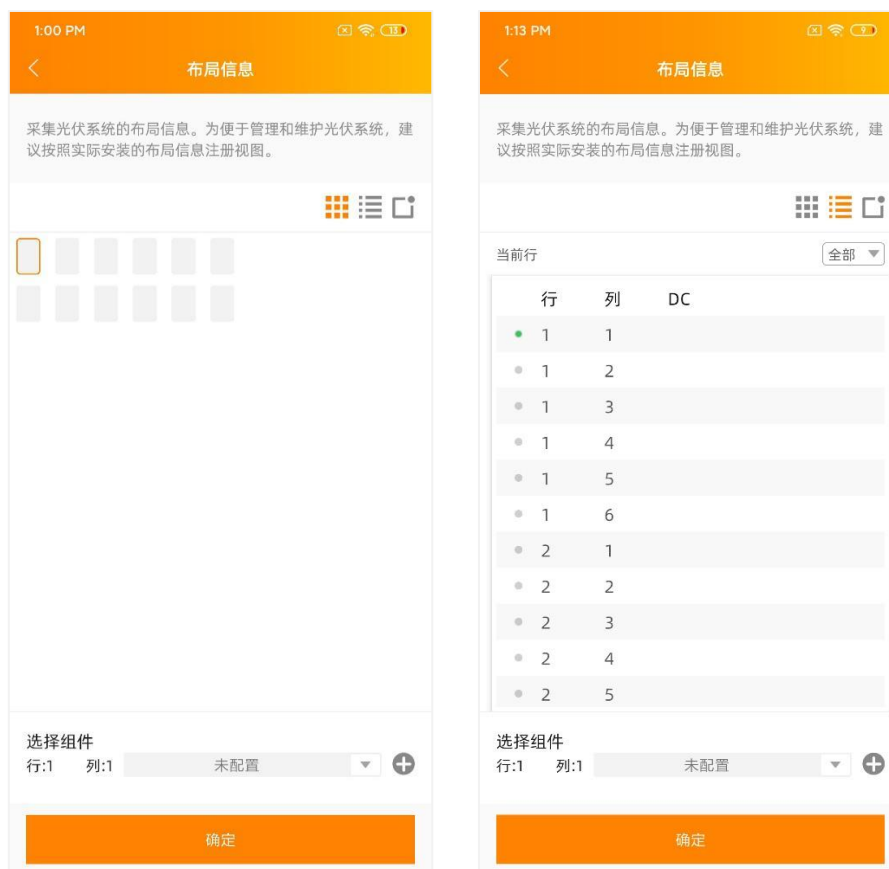 1:00 PM
13
布局信息
采集光伏系统的布局信息。为便于管理和维护光伏系统，建
议按照实际安装的布局信息注册视图。
选择组件
行:1 列:1 未配置
确定
1:13 PM
9
布局信息
采集光伏系统的布局信息。为便于管理和维护光伏系统，建
议按照实际安装的布局信息注册视图。
当前行 全部
行 列 DC
1 1
1 2
1 3
1 4
1 5
1 6
2 1
2 2
2 3
2 4
2 5
选择组件
行:1 列:1 未配置
确定